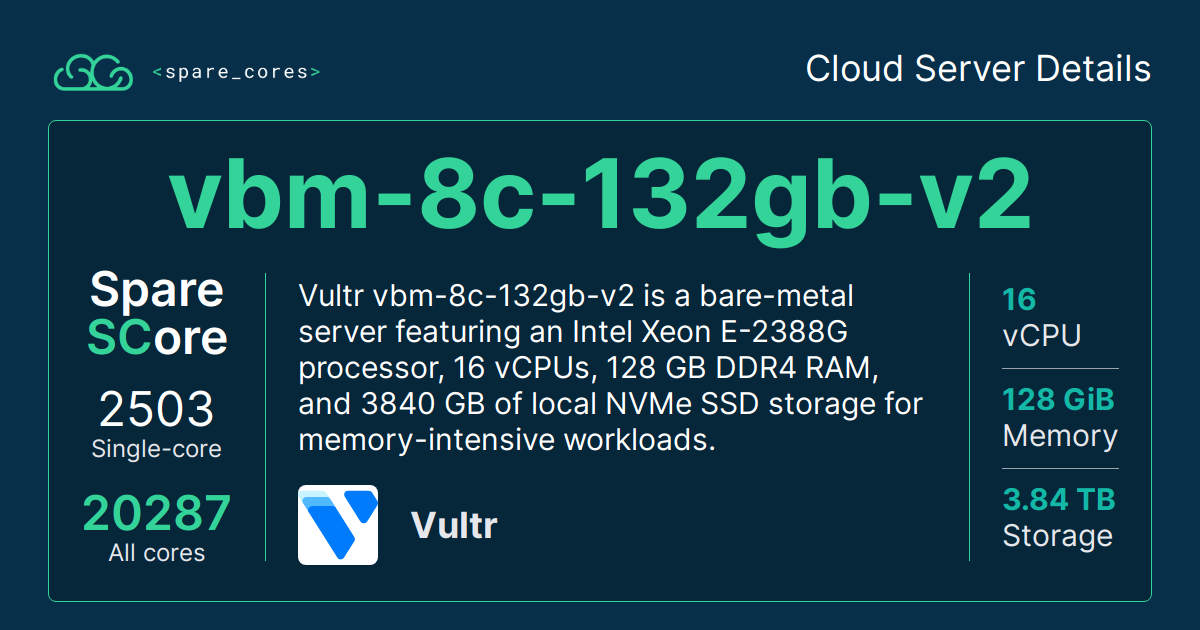 <spare_cores>
Cloud Server Details
vbm-8c-132gb-v2
Spare
SCore
2503
Single-core
20287
All cores
Vultr vbm-8c-132gb-v2 is a bare-metal
server featuring an Intel Xeon E-2388G
processor, 16 vCPUs, 128 GB DDR4 RAM,
and 3840 GB of local NVMe SSD storage for
memory-intensive workloads.
Vultr
16
vCPU
128 GiB
Memory
3.84 TB
Storage